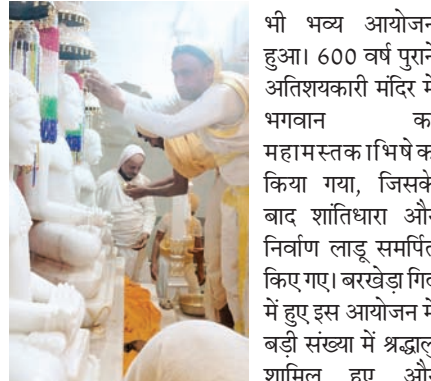 भी भव्य आयोजन
हुआ। 600 वर्ष पुराने
अतिशयकारी मंदिर में
भगवान का
महामस्तकाभिषेक
किया गया, जिसके
बाद शांतिधारा और
निर्वाण लाडू समर्पित
किए गए। बरखेड़ा गिर्द
में हुए इस आयोजन में
बड़ी संख्या में श्रद्धालु
शामिल हुए और